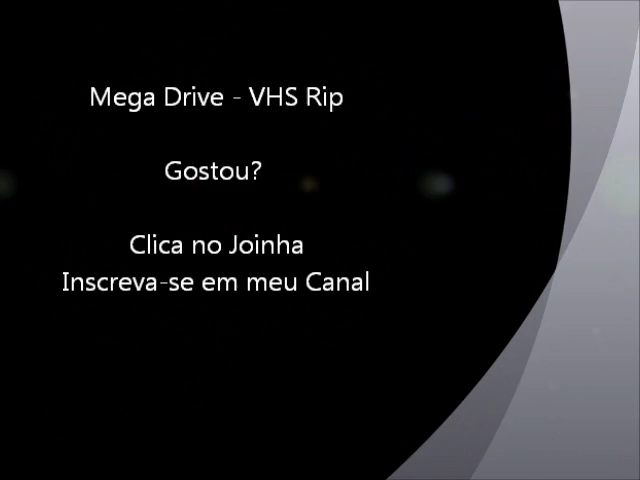 Mega Drive - VHS Rip
Gostou?
Clica no Joinha
Inscreva-se em meu Canal